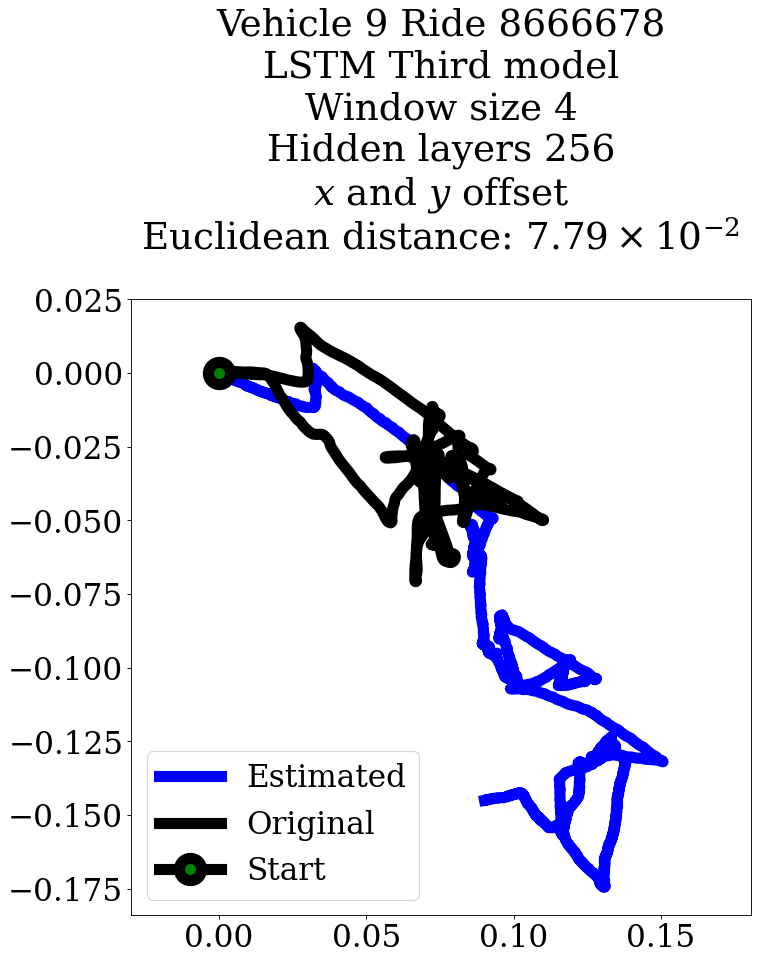 Vehicle 9 Ride 8666678
LSTM Third model
Window size 4
Hidden layers 256
x and y offset
Euclidean distance: 7.79 × 10⁻²
0.025
0.000
−0.025
−0.050
−0.075
−0.100
−0.125
−0.150
−0.175
Estimated
Original
Start
0.00 0.05 0.10 0.15